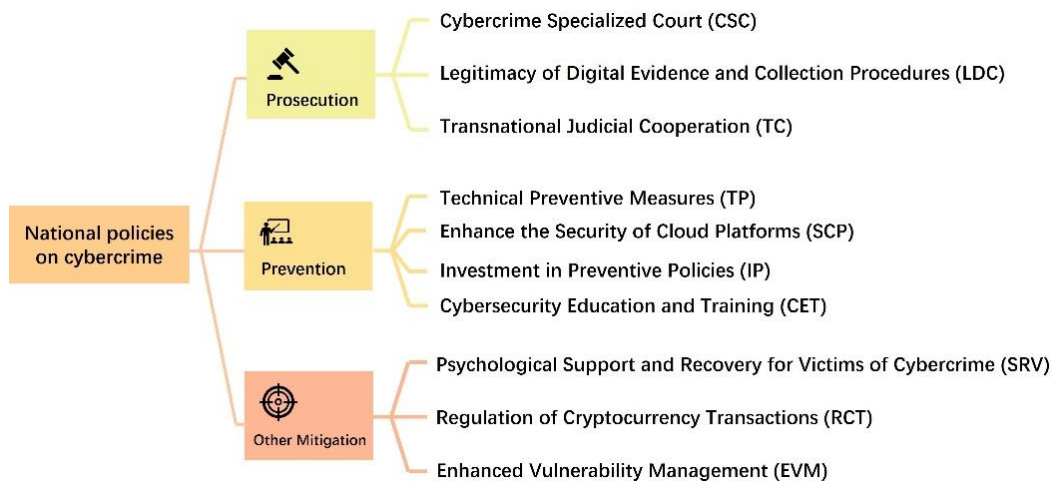 National policies
on cybercrime
Prosecution
Cybercrime Specialized Court (CSC)
Legitimacy of Digital Evidence and Collection Procedures (LDC)
Transnational Judicial Cooperation (TC)
Prevention
Technical Preventive Measures (TP)
Enhance the Security of Cloud Platforms (SCP)
Investment in Preventive Policies (IP)
Cybersecurity Education and Training (CET)
Other Mitigation
Psychological Support and Recovery for Victims of Cybercrime (SRV)
Regulation of Cryptocurrency Transactions (RCT)
Enhanced Vulnerability Management (EVM)